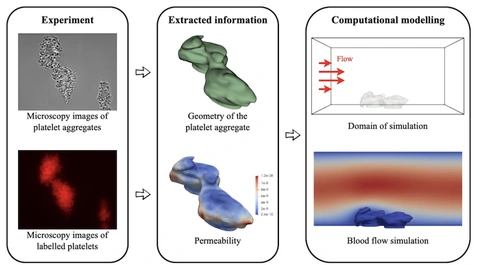 Experiment
Microscopy images of
platelet aggregates
Microscopy images of
labelled platelets
Extracted information
Geometry of the
platelet aggregate
Permeability
Computational modelling
Flow
Domain of simulation
Blood flow simulation